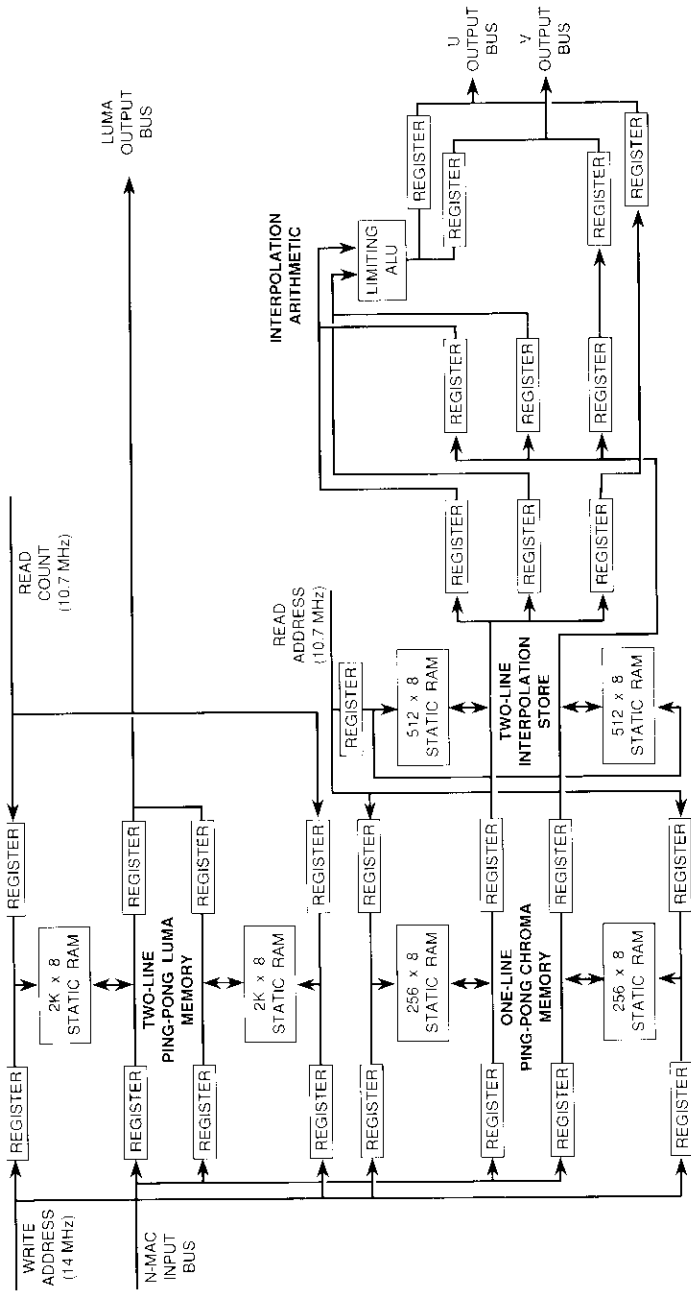 WRITE
ADDRESS
(14 MHz)
REGISTER
REGISTER
READ
COUNT
(10.7 MHz)
2K x 8
STATIC RAM
N-MAC
INPUT
BUS
REGISTER
REGISTER
LUMA
OUTPUT
BUS
TWO-LINE
PING-PONG LUMA
MEMORY
REGISTER
REGISTER
2K x 8
STATIC RAM
REGISTER
REGISTER
READ
ADDRESS
(10.7 MHz)
REGISTER
REGISTER
REGISTER
256 x 8
STATIC RAM
512 x 8
STATIC RAM
REGISTER
REGISTER
ONE-LINE
PING-PONG CHROMA
MEMORY
TWO-LINE
INTERPOLATION
STORE
REGISTER
REGISTER
256 x 8
STATIC RAM
512 x 8
STATIC RAM
REGISTER
REGISTER
INTERPOLATION
ARITHMETIC
LIMITING
ALU
REGISTER
REGISTER
REGISTER
REGISTER
REGISTER
REGISTER
REGISTER
REGISTER
REGISTER
REGISTER
U
OUTPUT
BUS
V
OUTPUT
BUS